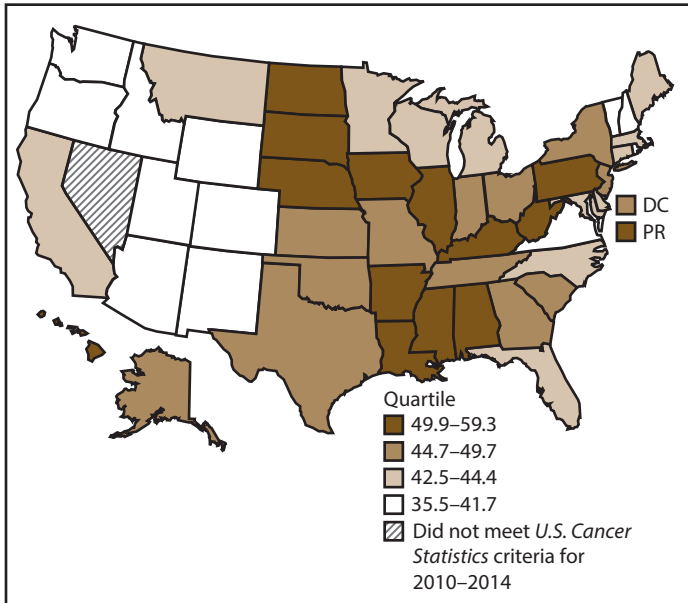 DC
PR
Quartile
49.9–59.3
44.7–49.7
42.5–44.4
35.5–41.7
Did not meet U.S. Cancer
Statistics criteria for
2010–2014